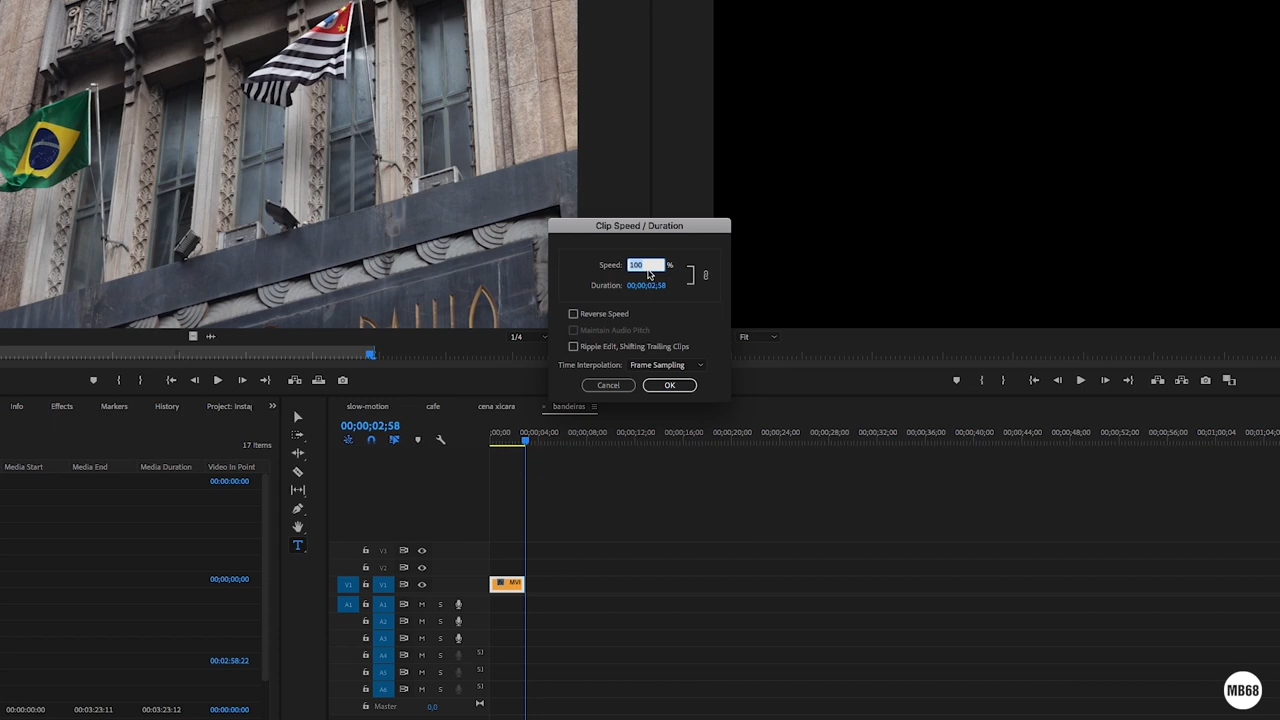 Clip Speed / Duration
Speed: 100 %
Duration: 00;00;02;58
Reverse Speed
Maintain Audio Pitch
Ripple Edit, Shifting Trailing Clips
Time Interpolation: Frame Sampling
Cancel OK
1/4
Fit
Info Effects Markers History Project: Instaj
17 Items
Media Start Media End Media Duration Video In Point
00:00:00:00
00;00;00;00
00:02:58:22
00:00:00:00 00:03:23:11 00:03:23:12 00:00:00:00
slow-motion cafe cena xicara × bandeiras
00;00;02;58
;00;00 00;00;04;00 00;00;08;00 00;00;12;00 00;00;16;00 00;00;20;00 00;00;24;00 00;00;28;00 00;00;32;00 00;00;36;00 00;00;40;00 00;00;44;00 00;00;48;00 00;00;52;00 00;00;56;00 00;01;00;04 00;01;04;0
V3
V2
V1 V1 MVI
A1 A1 M S
A2 M S
A3 M S
A4 M S S1
A5 M S S1
A6 M S S1
Master 0,0
MB68